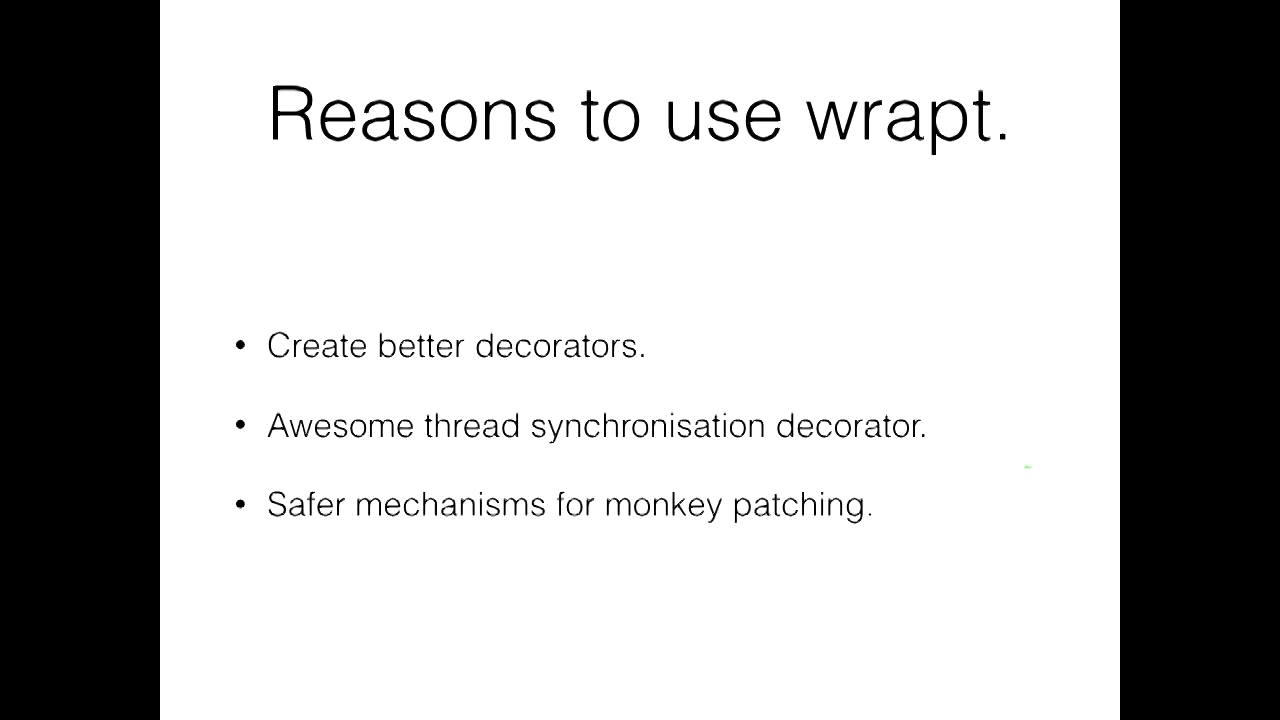 Reasons to use wrapt.
• Create better decorators.
• Awesome thread synchronisation decorator.
• Safer mechanisms for monkey patching.